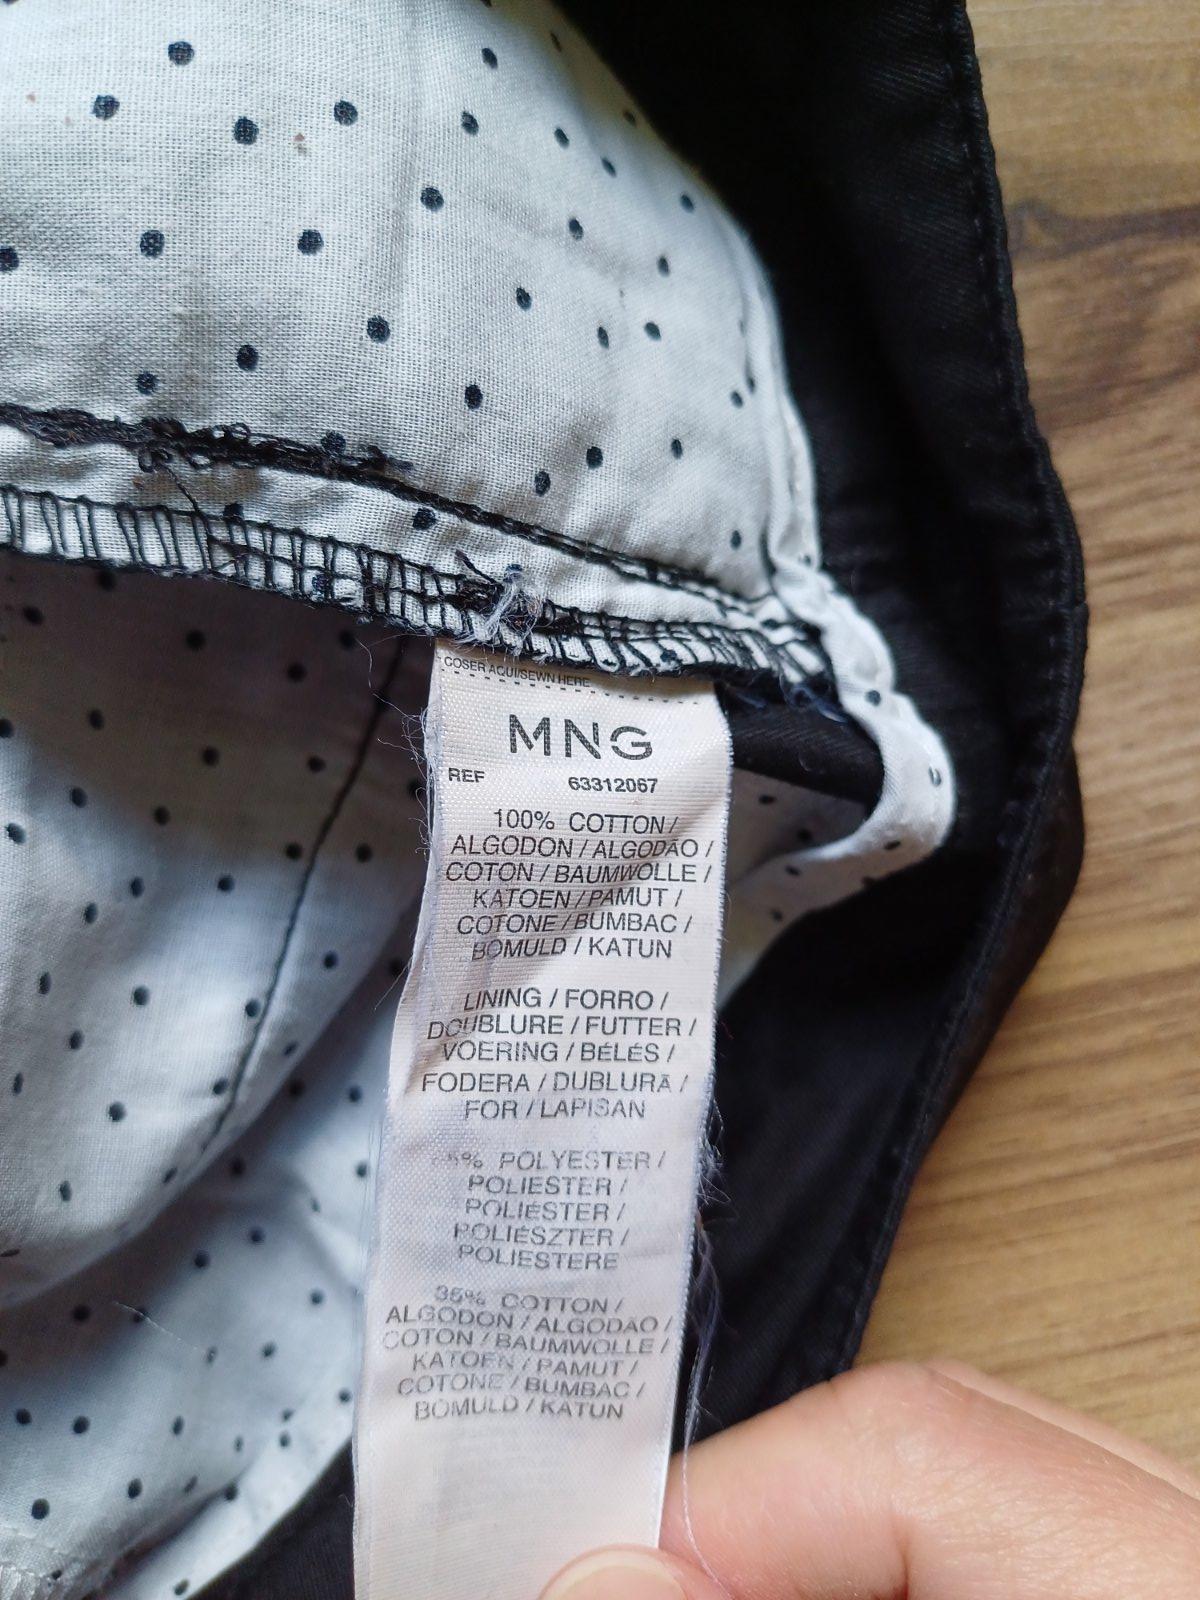 COSER AQUI/SEWN HERE
MNG
REF 63312067
100% COTTON /
ALGODON / ALGODÃO /
COTON / BAUMWOLLE /
KATOEN / PAMUT /
COTONE / BUMBAC /
BOMULD / KATUN
LINING / FORRO /
DOUBLURE / FUTTER /
VOERING / BÉLÉS /
FODERA / DUBLURĂ /
FOR / LAPISAN
POLYESTER /
POLIESTER /
POLIÉSTER /
POLIÉSZTER /
POLIESTERE
35% COTTON /
ALGODON / ALGODAO /
COTON / BAUMWOLLE /
KATOEN / PAMUT /
COTONE / BUMBAC /
BOMULD / KATUN